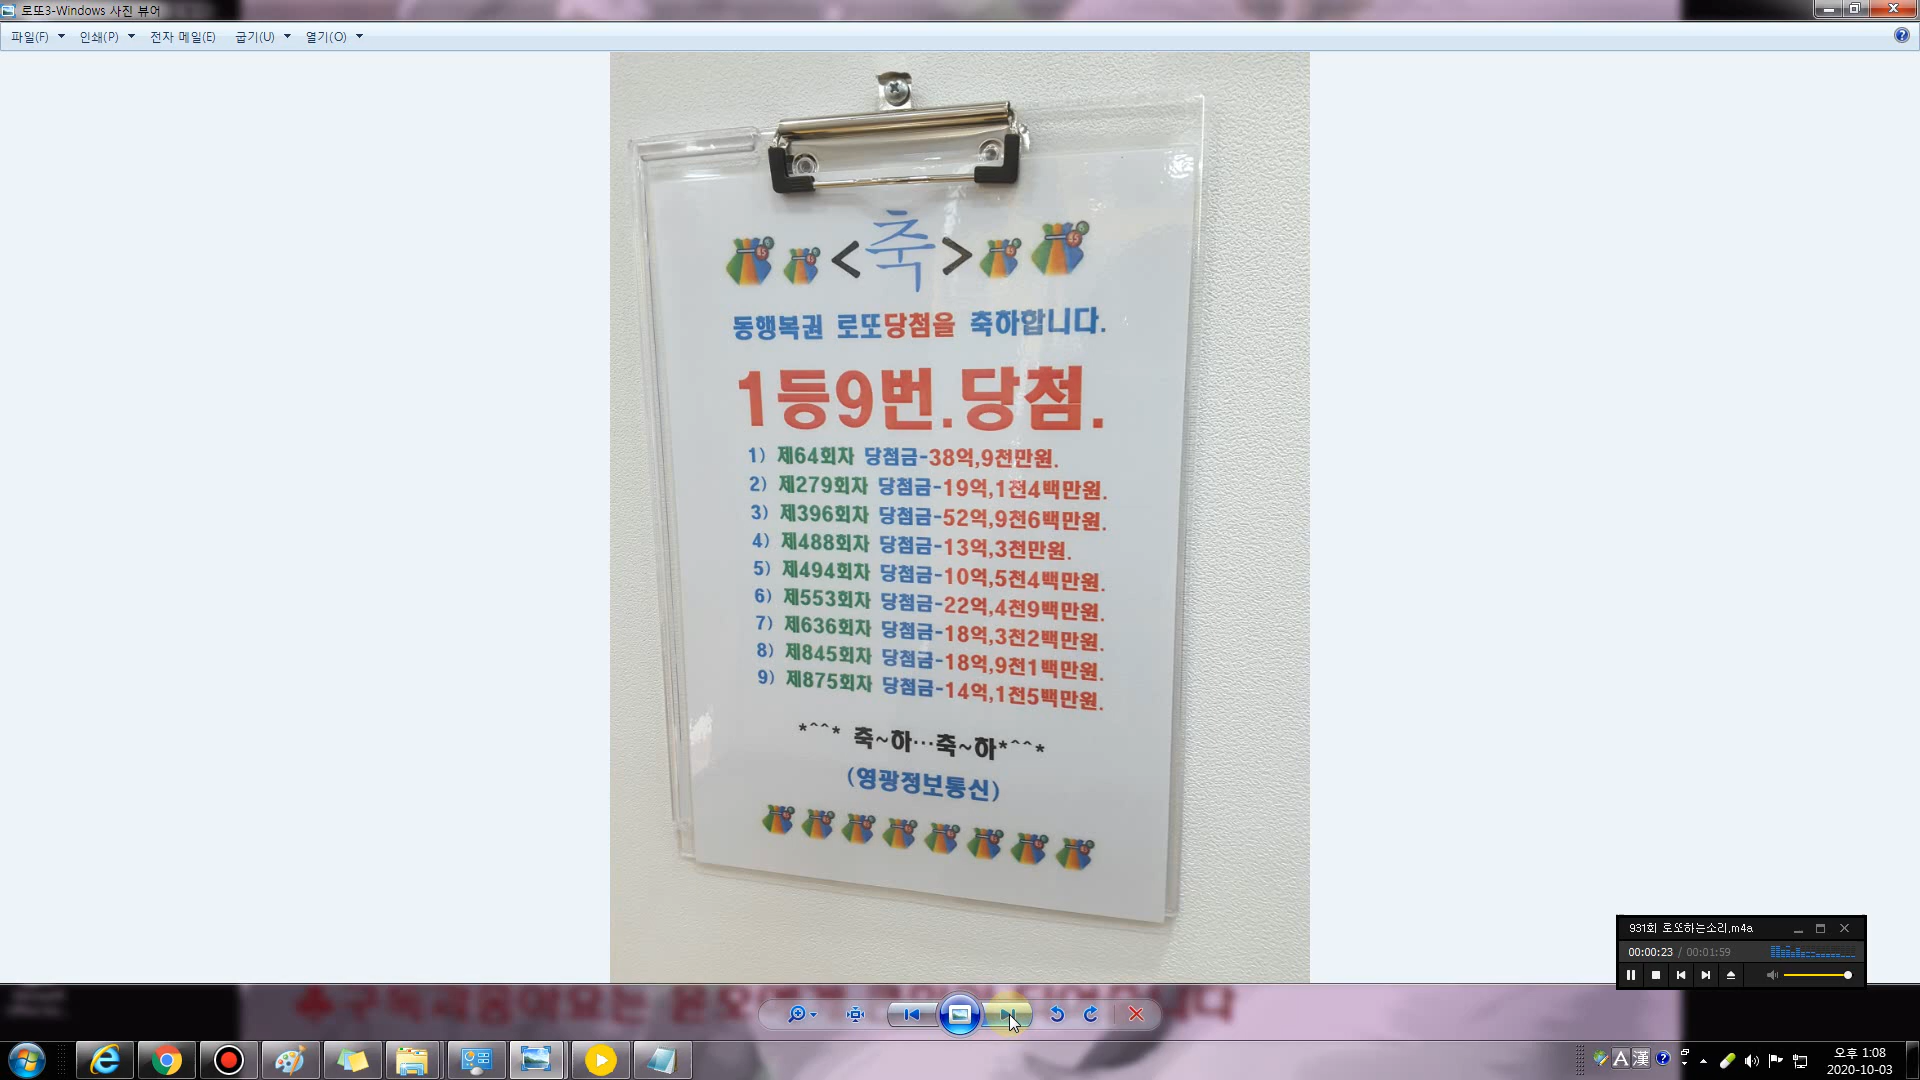 로또3-Windows 사진 뷰어
파일(F) 인쇄(P) 전자 메일(E) 굽기(U) 열기(O)
<축>
동행복권 로또당첨을 축하합니다.
1등9번.당첨.
1) 제64회차 당첨금-38억,9천만원.
2) 제279회차 당첨금-19억,1천4백만원.
3) 제396회차 당첨금-52억,9천6백만원.
4) 제488회차 당첨금-13억,3천만원.
5) 제494회차 당첨금-10억,5천4백만원.
6) 제553회차 당첨금-22억,4천9백만원.
7) 제636회차 당첨금-18억,3천2백만원.
8) 제845회차 당첨금-18억,9천1백만원.
9) 제875회차 당첨금-14억,1천5백만원.
*^^* 축~하…축~하*^^*
(영광정보통신)
931회 로또하는소리.m4a
00:00:23 / 00:01:59
A 漢
오후 1:08
2020-10-03